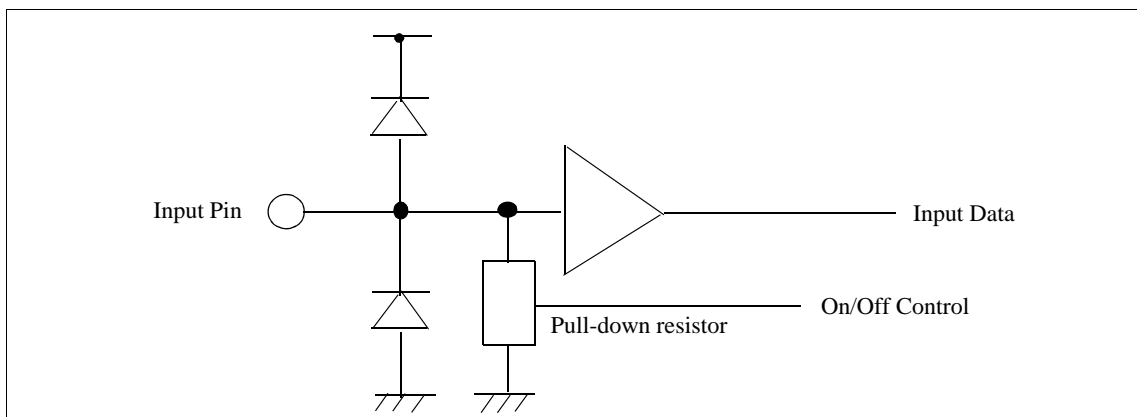 Input Pin
Input Data
On/Off Control
Pull-down resistor